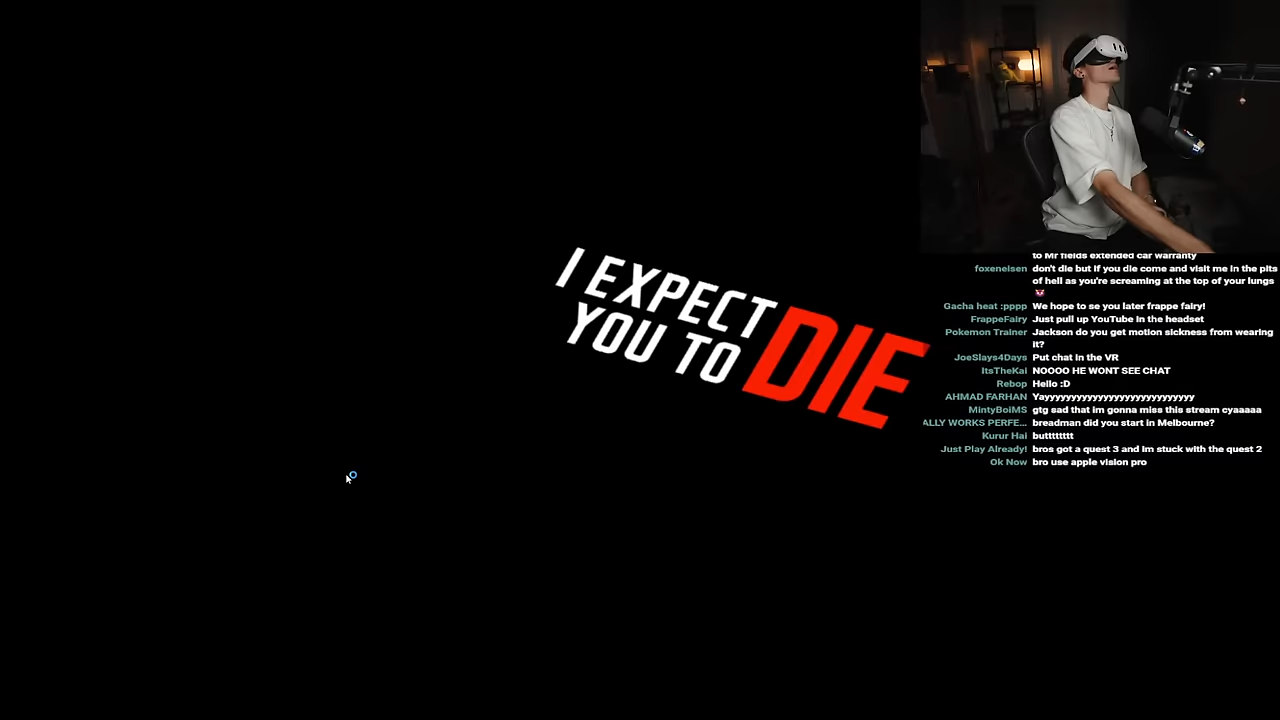 I EXPECT
YOU TO DIE
to Mr fields extended car warranty
foxeneisen don't die but if you die come and visit me in the pits
of hell as you're screaming at the top of your lungs
Gacha heat :pppp We hope to se you later frappe fairy!
FrappeFairy Just pull up YouTube in the headset
Pokemon Trainer Jackson do you get motion sickness from wearing
it?
JoeSlays4Days Put chat in the VR
ItsTheKai NOOOO HE WONT SEE CHAT
Rebop Hello :D
AHMAD FARHAN Yayyyyyyyyyyyyyyyyyyyyyyyyyyy
MintyBoiMS gtg sad that im gonna miss this stream cyaaaaa
ALLY WORKS PERFE... breadman did you start in Melbourne?
Kurur Hai butttttttt
Just Play Already! bros got a quest 3 and im stuck with the quest 2
Ok Now bro use apple vision pro